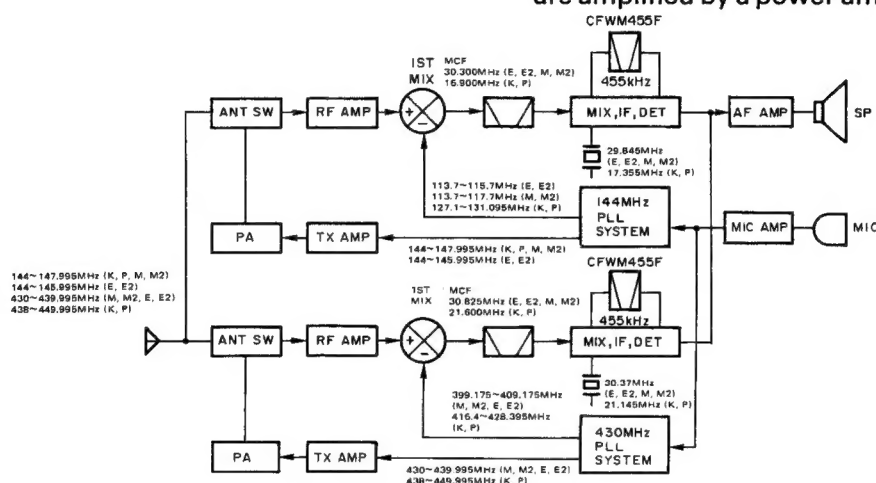 are amplified by a power am
CFWM455F
1ST
MIX
MCF
30.300MHz (E, E2, M, M2)
16.900MHz (K, P)
455kHz
ANT SW
RF AMP
+
−
MIX, IF, DET
AF AMP
SP
29.845MHz
(E, E2, M, M2)
17.355MHz (K, P)
113.7~115.7MHz (E, E2)
113.7~117.7MHz (M, M2)
127.1~131.095MHz (K, P)
144MHz
PLL
SYSTEM
MIC AMP
MIC
PA
TX AMP
144~147.995MHz (K, P, M, M2)
144~145.995MHz (E, E2)
144~147.995MHz (K, P, M, M2)
144~145.995MHz (E, E2)
430~439.995MHz (M, M2, E, E2)
438~449.995MHz (K, P)
CFWM455F
1ST
MIX
MCF
30.825MHz (E, E2, M, M2)
21.600MHz (K, P)
455kHz
ANT SW
RF AMP
+
−
MIX, IF, DET
30.37MHz
(E, E2, M, M2)
21.145MHz (K, P)
399.175~409.175MHz
(M, M2, E, E2)
416.4~428.395MHz
(K, P)
430MHz
PLL
SYSTEM
PA
TX AMP
430~439.995MHz (M, M2, E, E2)
438~449.995MHz (K, P)